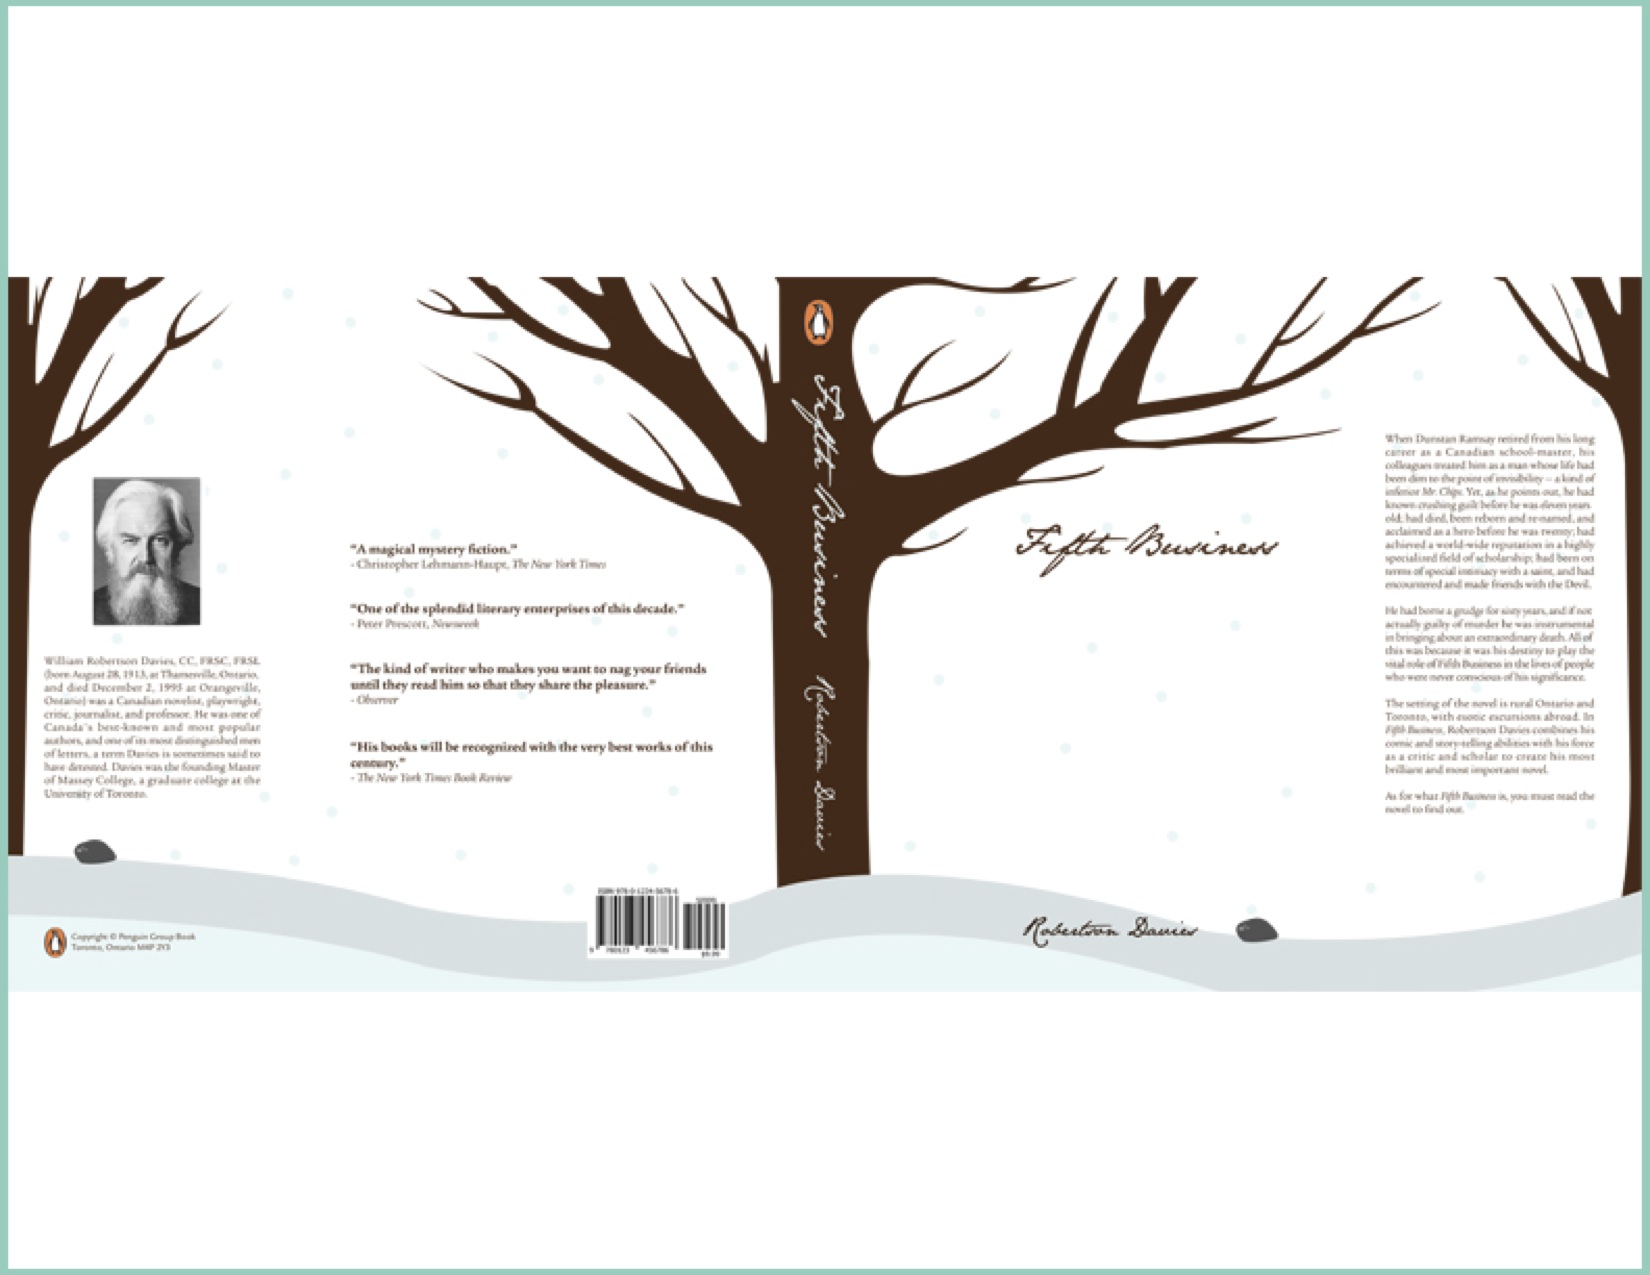 William Robertson Davies, CC, FRSC, FRSL
(born August 28, 1913, at Thamesville, Ontario,
and died December 2, 1995 at Orangeville,
Ontario) was a Canadian novelist, playwright,
critic, journalist, and professor. He was one of
Canada's best-known and most popular
authors, and one of its most distinguished men
of letters, a term Davies is sometimes said to
have detested. Davies was the founding Master
of Massey College, a graduate college at the
University of Toronto.
Copyright © Penguin Group Book
Toronto, Ontario M4P 2Y3
"A magical mystery fiction."
- Christopher Lehmann-Haupt, The New York Times
"One of the splendid literary enterprises of this decade."
- Peter Prescott, Newsweek
"The kind of writer who makes you want to nag your friends
until they read him so that they share the pleasure."
- Observer
"His books will be recognized with the very best works of this
century."
- The New York Times Book Review
ISBN 978-0-1234-5678-6
9 780123 456786
$9.99
Fifth Business
Robertson Davies
Fifth Business
Robertson Davies
When Dunstan Ramsay retired from his long
career as a Canadian school-master, his
colleagues treated him as a man whose life had
been dim to the point of invisibility – a kind of
inferior Mr. Chips. Yet, as he points out, he had
known crushing guilt before he was eleven years
old; had died, been reborn and re-named, and
acclaimed as a hero before he was twenty; had
achieved a world-wide reputation in a highly
specialized field of scholarship; had been on
terms of special intimacy with a saint, and had
encountered and made friends with the Devil.
He had borne a grudge for sixty years, and if not
actually guilty of murder he was instrumental
in bringing about an extraordinary death. All of
this was because it was his destiny to play the
vital role of Fifth Business in the lives of people
who were never conscious of his significance.
The setting of the novel is rural Ontario and
Toronto, with exotic excursions abroad. In
Fifth Business, Robertson Davies combines his
comic and story-telling abilities with his force
as a critic and scholar to create his most
brilliant and most important novel.
As for what Fifth Business is, you must read the
novel to find out.